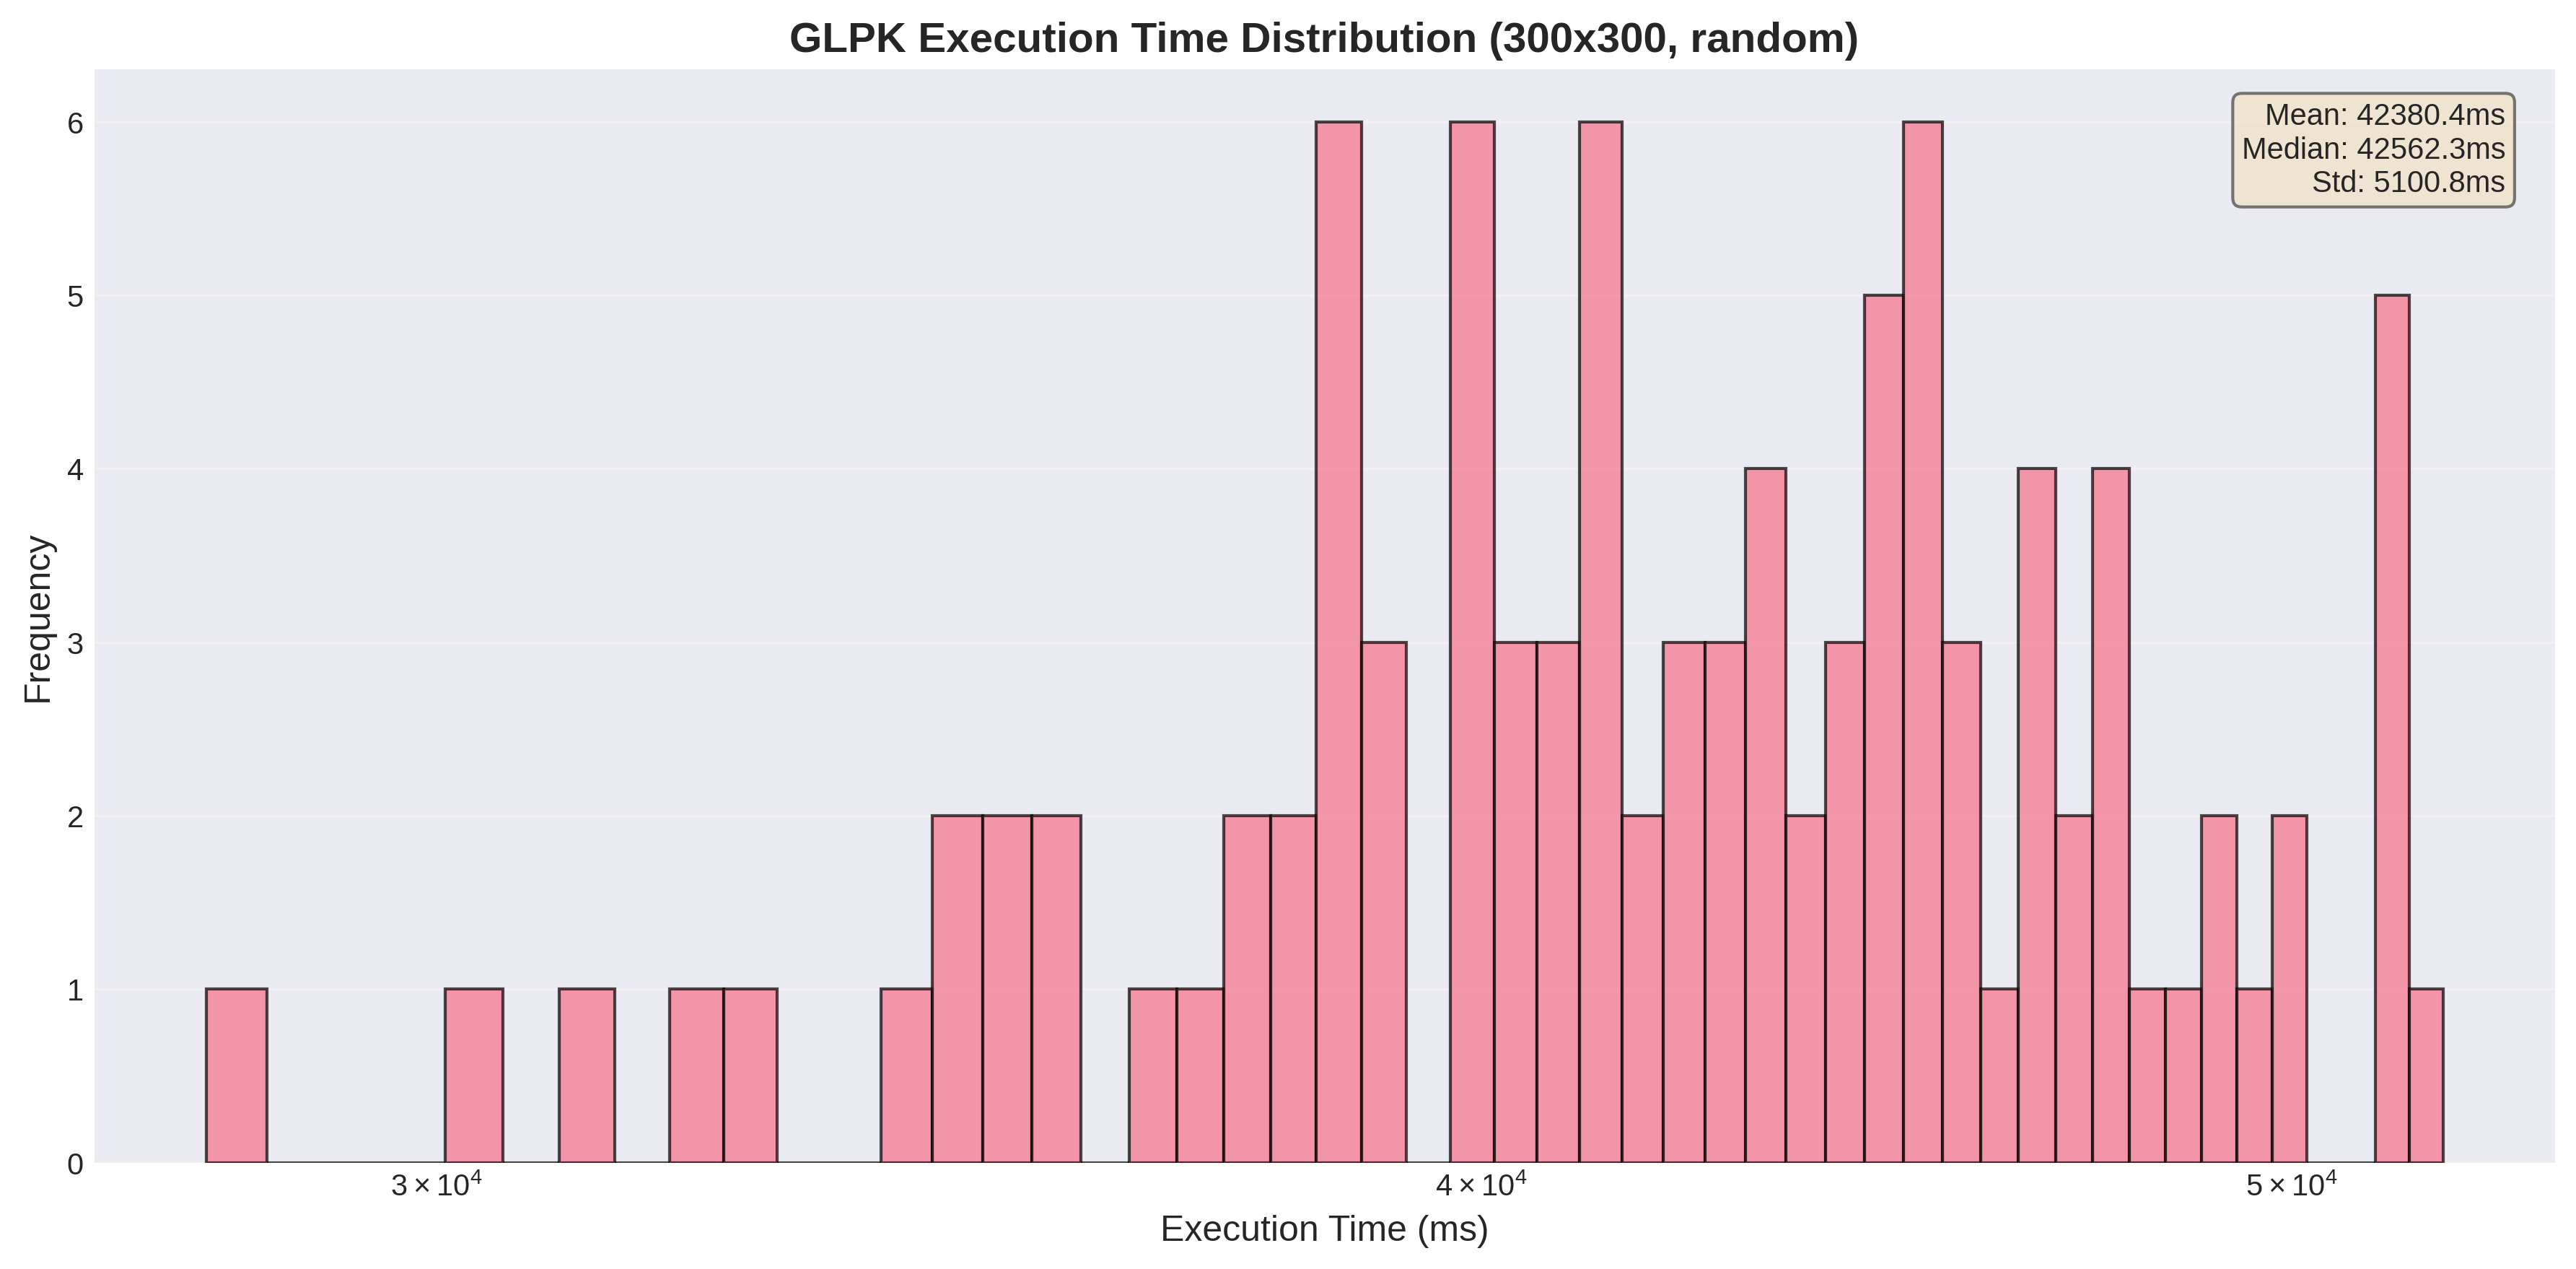 GLPK Execution Time Distribution (300x300, random)
Mean: 42380.4ms
Median: 42562.3ms
Std: 5100.8ms
Frequency
6
5
4
3
2
1
0
3 × 10⁴
4 × 10⁴
5 × 10⁴
Execution Time (ms)